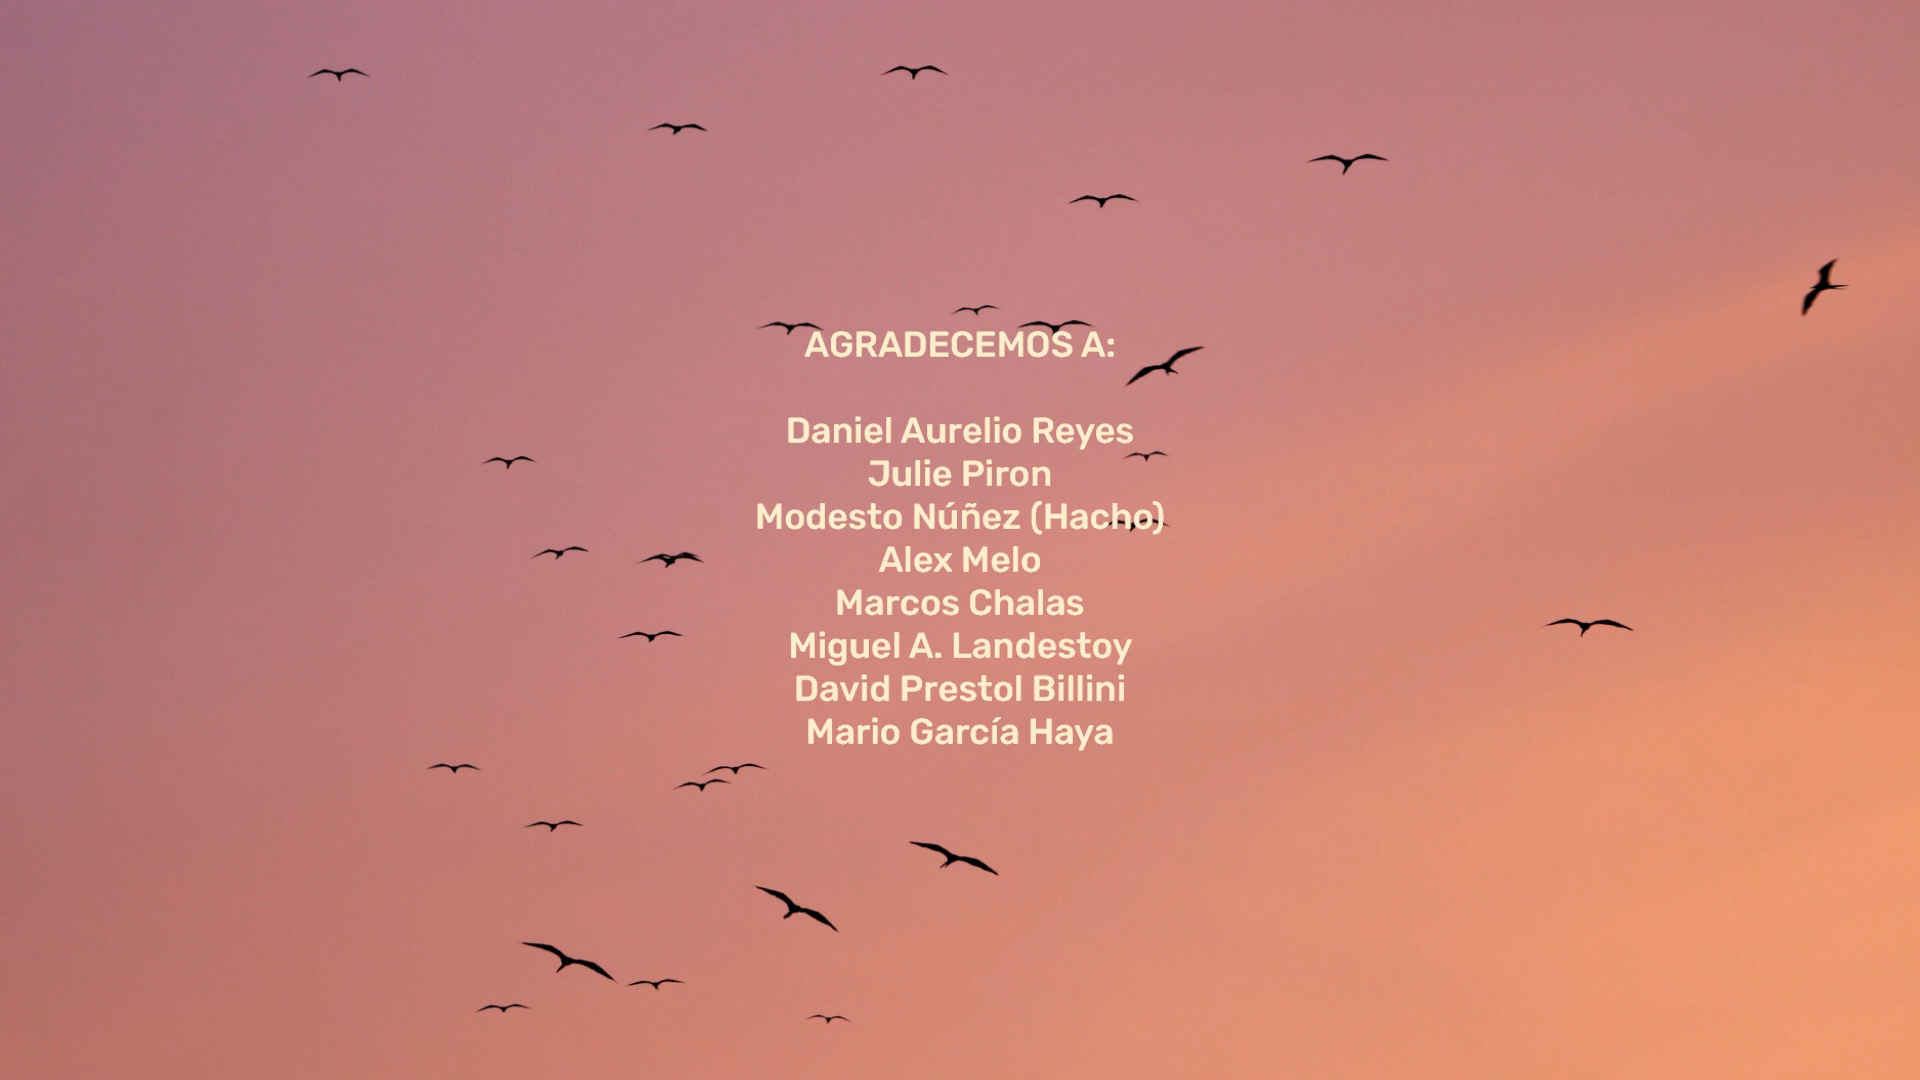 AGRADECEMOS A:
Daniel Aurelio Reyes
Julie Piron
Modesto Núñez (Hacho)
Alex Melo
Marcos Chalas
Miguel A. Landestoy
David Prestol Billini
Mario García Haya